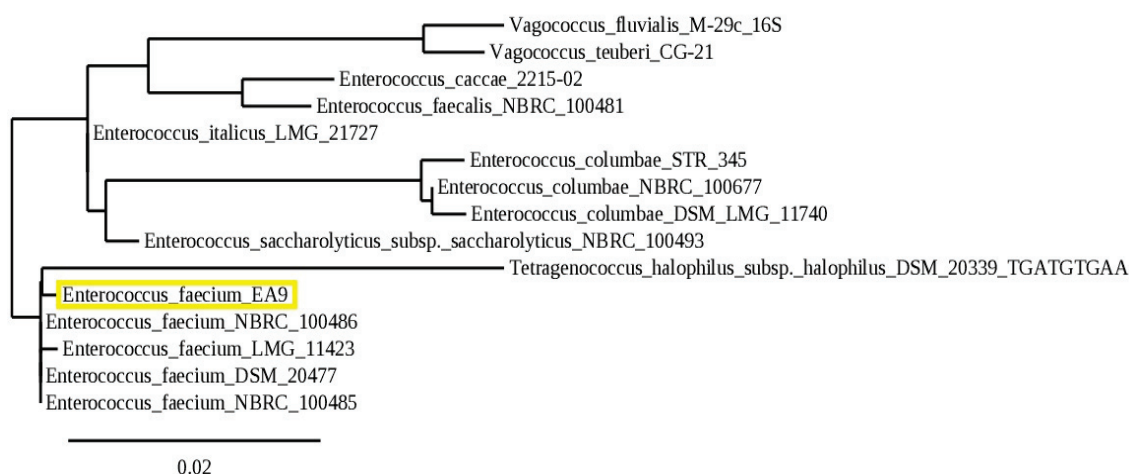 Vagococcus_fluvialis_M-29c_16S
Vagococcus_teuberi_CG-21
Enterococcus_caccae_2215-02
Enterococcus_faecalis_NBRC_100481
Enterococcus_italicus_LMG_21727
Enterococcus_columbae_STR_345
Enterococcus_columbae_NBRC_100677
Enterococcus_columbae_DSM_LMG_11740
Enterococcus_saccharolyticus_subsp._saccharolyticus_NBRC_100493
Tetragenococcus_halophilus_subsp._halophilus_DSM_20339_TGATGTGAA
Enterococcus_faecium_EA9
Enterococcus_faecium_NBRC_100486
Enterococcus_faecium_LMG_11423
Enterococcus_faecium_DSM_20477
Enterococcus_faecium_NBRC_100485
0.02